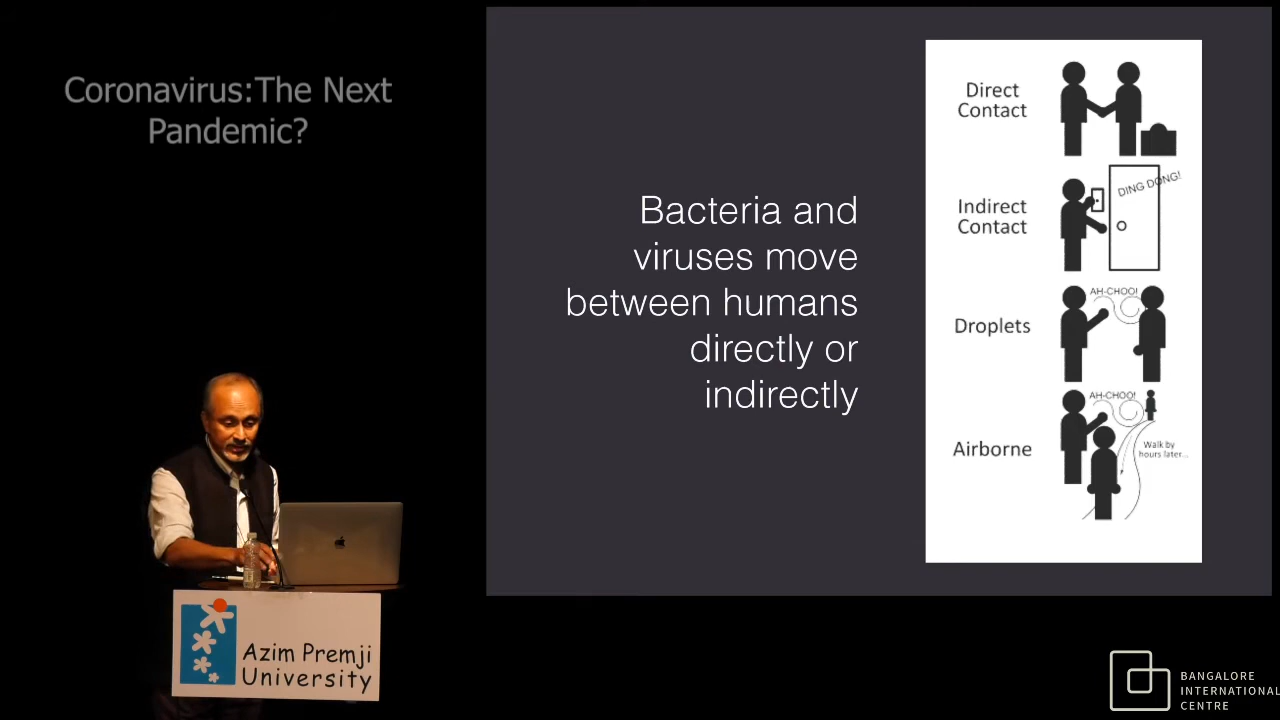 Coronavirus:The Next
Pandemic?
Bacteria and
viruses move
between humans
directly or
indirectly
Direct
Contact
Indirect
Contact
DING DONG!
AH-CHOO!
Droplets
AH-CHOO!
Airborne
Walk by
hours later...
Azim Premji
University
BANGALORE
INTERNATIONAL
CENTRE